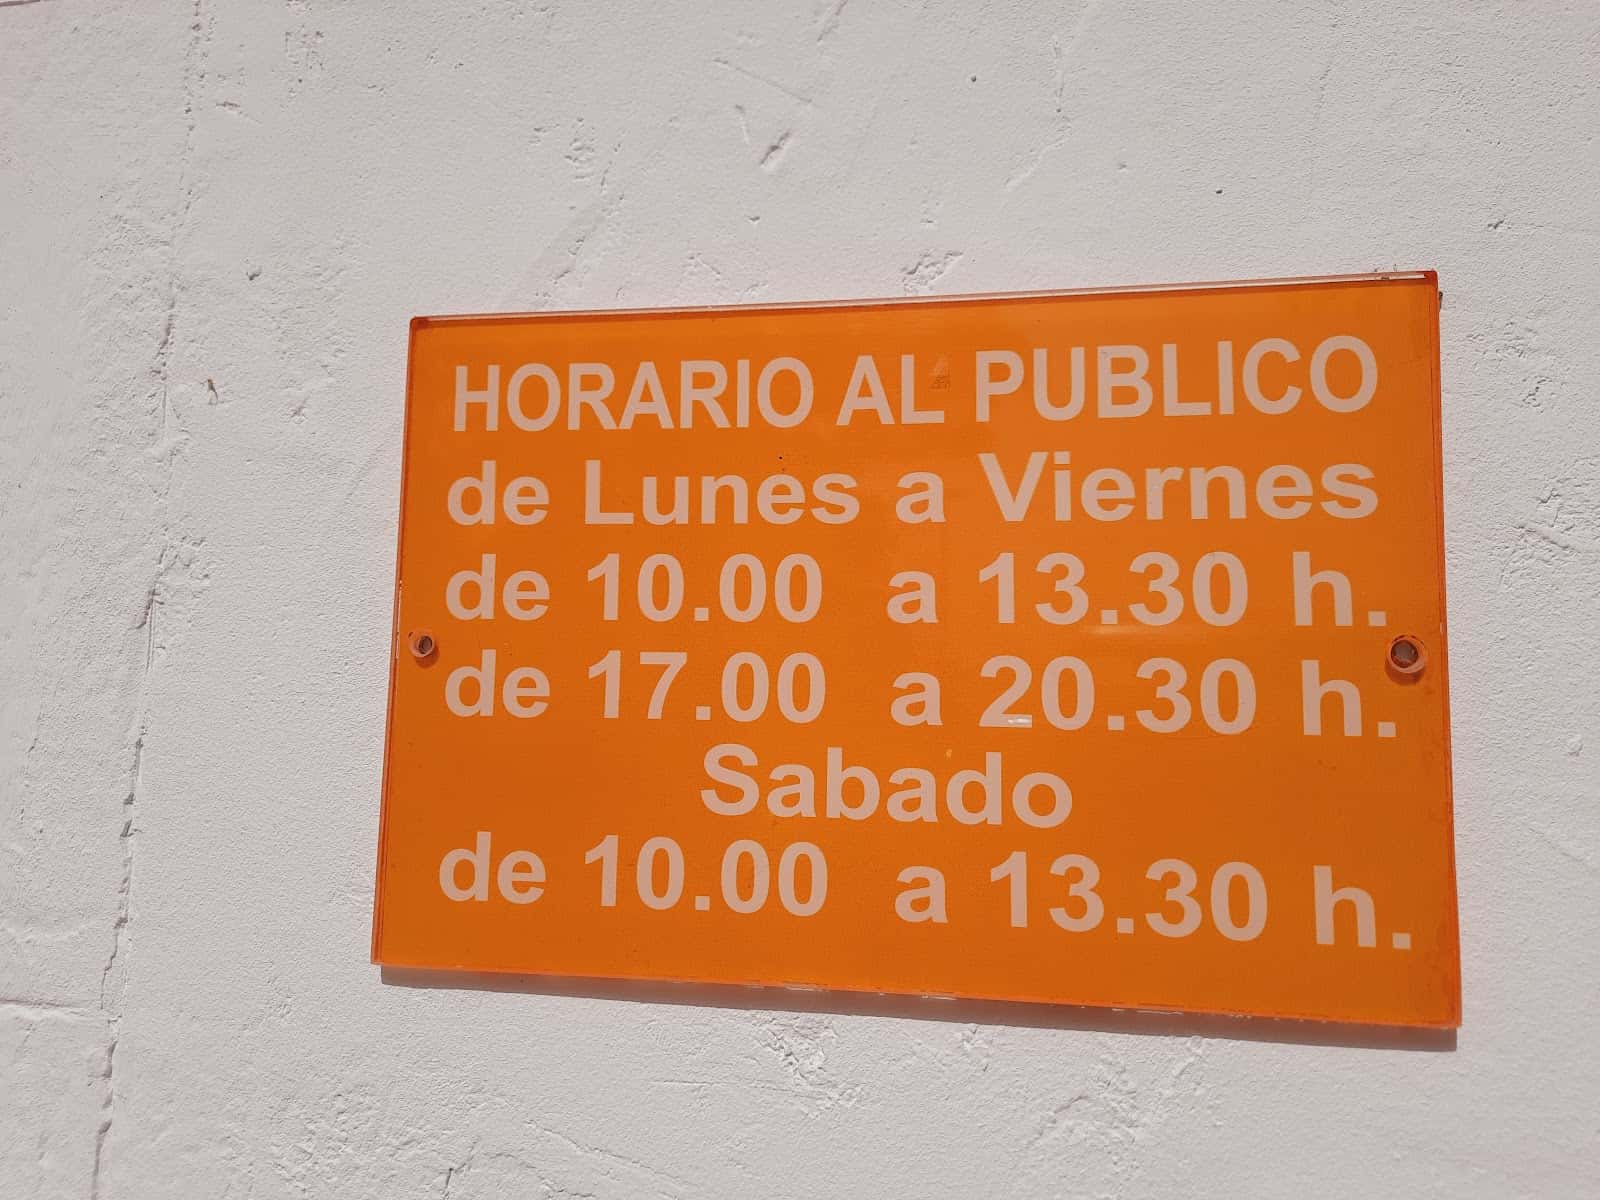 HORARIO AL PUBLICO
de Lunes a Viernes
de 10.00 a 13.30 h.
de 17.00 a 20.30 h.
Sabado
de 10.00 a 13.30 h.